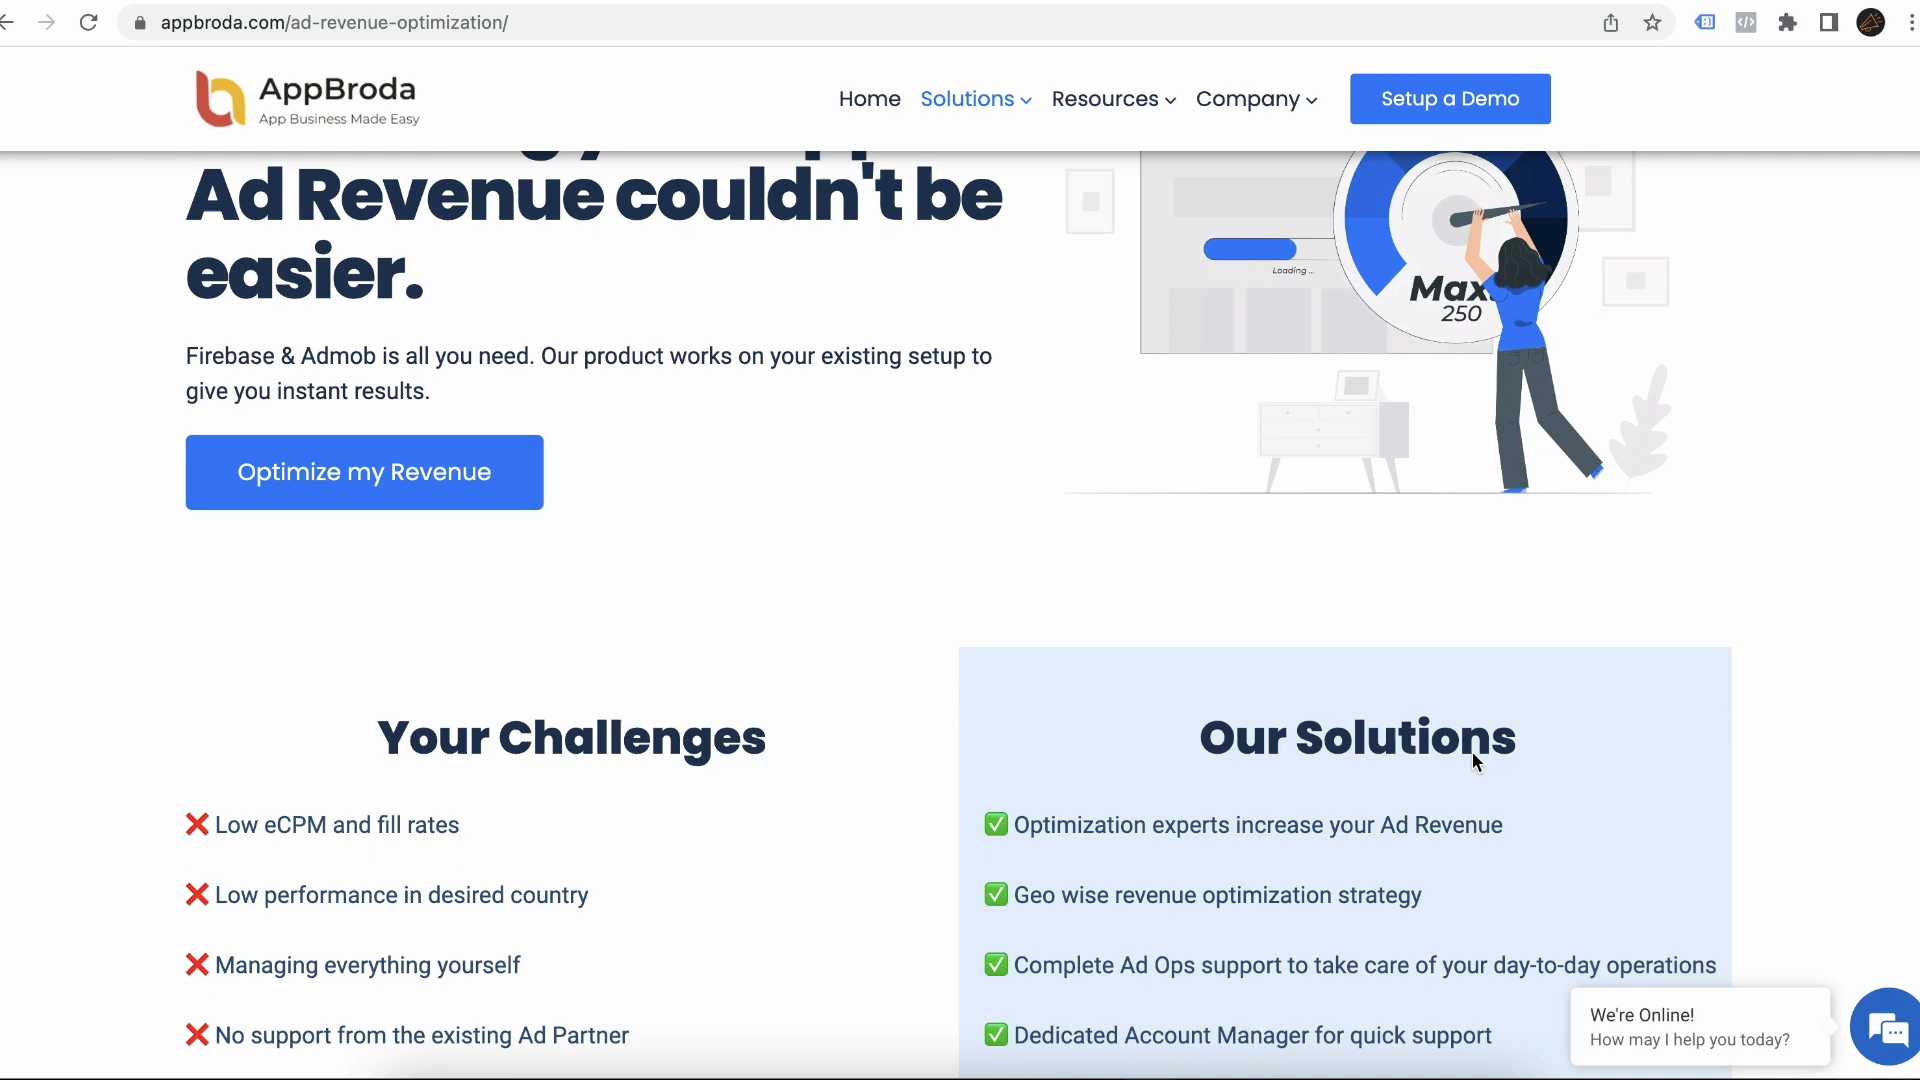 appbroda.com/ad-revenue-optimization/
AppBroda
App Business Made Easy
Home
Solutions
Resources
Company
Setup a Demo
Ad Revenue couldn't be
easier.
Loading ...
Max.
250
Firebase & Admob is all you need. Our product works on your existing setup to
give you instant results.
Optimize my Revenue
Your Challenges
❌ Low eCPM and fill rates
❌ Low performance in desired country
❌ Managing everything yourself
❌ No support from the existing Ad Partner
Our Solutions
✅ Optimization experts increase your Ad Revenue
✅ Geo wise revenue optimization strategy
✅ Complete Ad Ops support to take care of your day-to-day operations
✅ Dedicated Account Manager for quick support
We're Online!
How may I help you today?